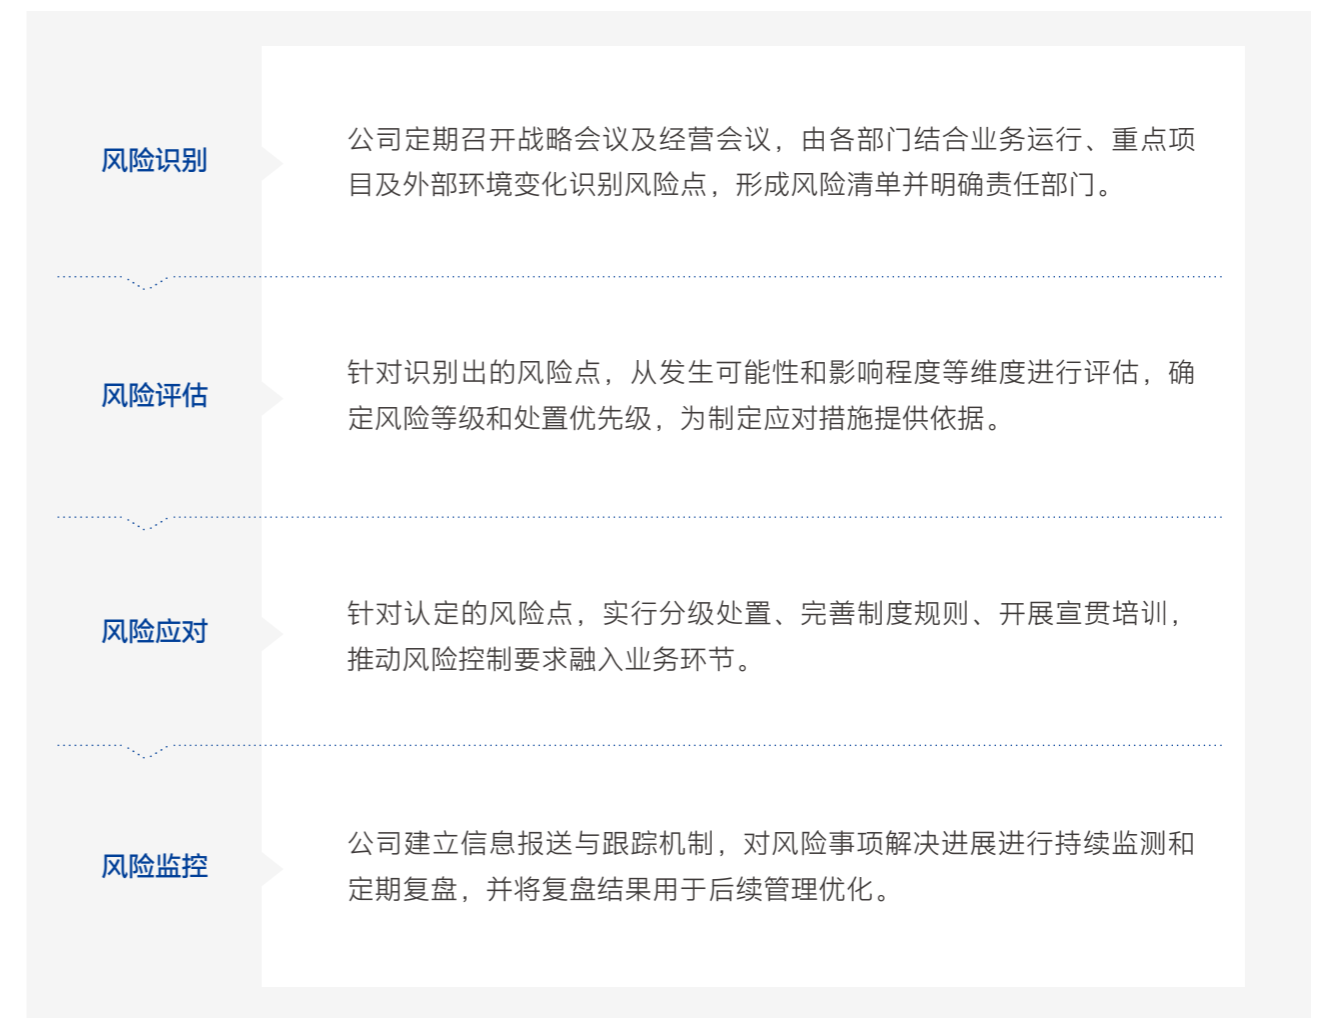 风险识别
公司定期召开战略会议及经营会议，由各部门结合业务运行、重点项
目及外部环境变化识别风险点，形成风险清单并明确责任部门。
风险评估
针对识别出的风险点，从发生可能性和影响程度等维度进行评估，确
定风险等级和处置优先级，为制定应对措施提供依据。
风险应对
针对认定的风险点，实行分级处置、完善制度规则、开展宣贯培训，
推动风险控制要求融入业务环节。
风险监控
公司建立信息报送与跟踪机制，对风险事项解决进展进行持续监测和
定期复盘，并将复盘结果用于后续管理优化。